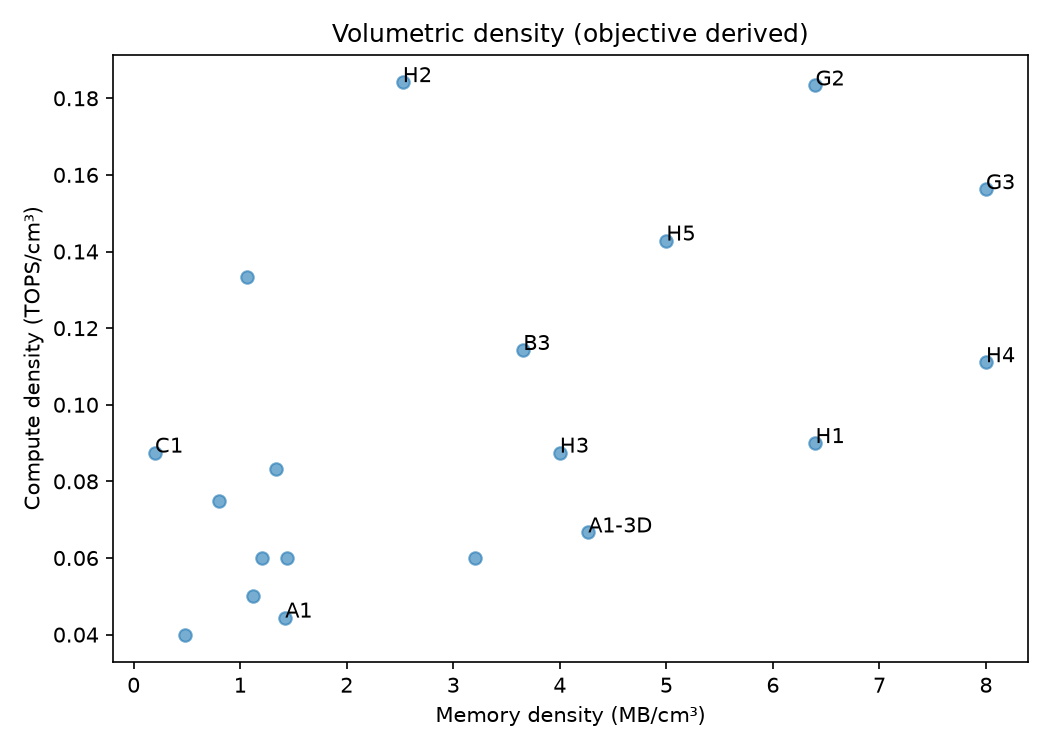 Volumetric density (objective derived)
H2
G2
0.18
G3
0.16
H5
0.14
B3
0.12
H4
0.10
H1
C1
H3
0.08
A1-3D
0.06
A1
0.04
Compute density (TOPS/cm³)
0 1 2 3 4 5 6 7 8
Memory density (MB/cm³)